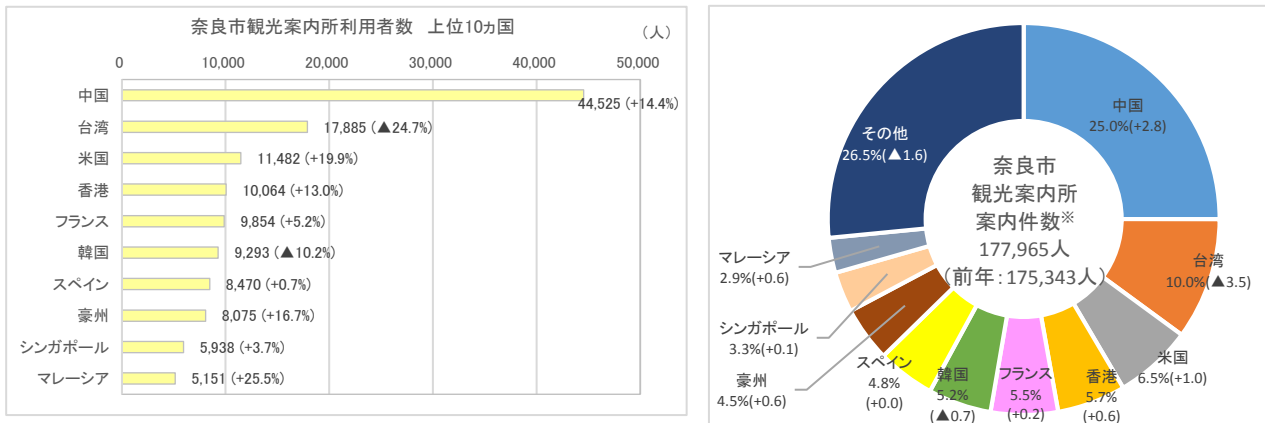 奈良市観光案内所利用者数 上位10ヵ国
（人）
0 10,000 20,000 30,000 40,000 50,000
中国 44,525 (+14.4%)
台湾 17,885 (▲24.7%)
米国 11,482 (+19.9%)
香港 10,064 (+13.0%)
フランス 9,854 (+5.2%)
韓国 9,293 (▲10.2%)
スペイン 8,470 (+0.7%)
豪州 8,075 (+16.7%)
シンガポール 5,938 (+3.7%)
マレーシア 5,151 (+25.5%)
奈良市
観光案内所
案内件数※
177,965人
（前年：175,343人）
中国
25.0%(+2.8)
台湾
10.0%(▲3.5)
米国
6.5%(+1.0)
香港
5.7%
(+0.6)
フランス
5.5%
(+0.2)
韓国
5.2%
(▲0.7)
スペイン
4.8%
(+0.0)
豪州
4.5%(+0.6)
シンガポール
3.3%(+0.1)
マレーシア
2.9%(+0.6)
その他
26.5%(▲1.6)